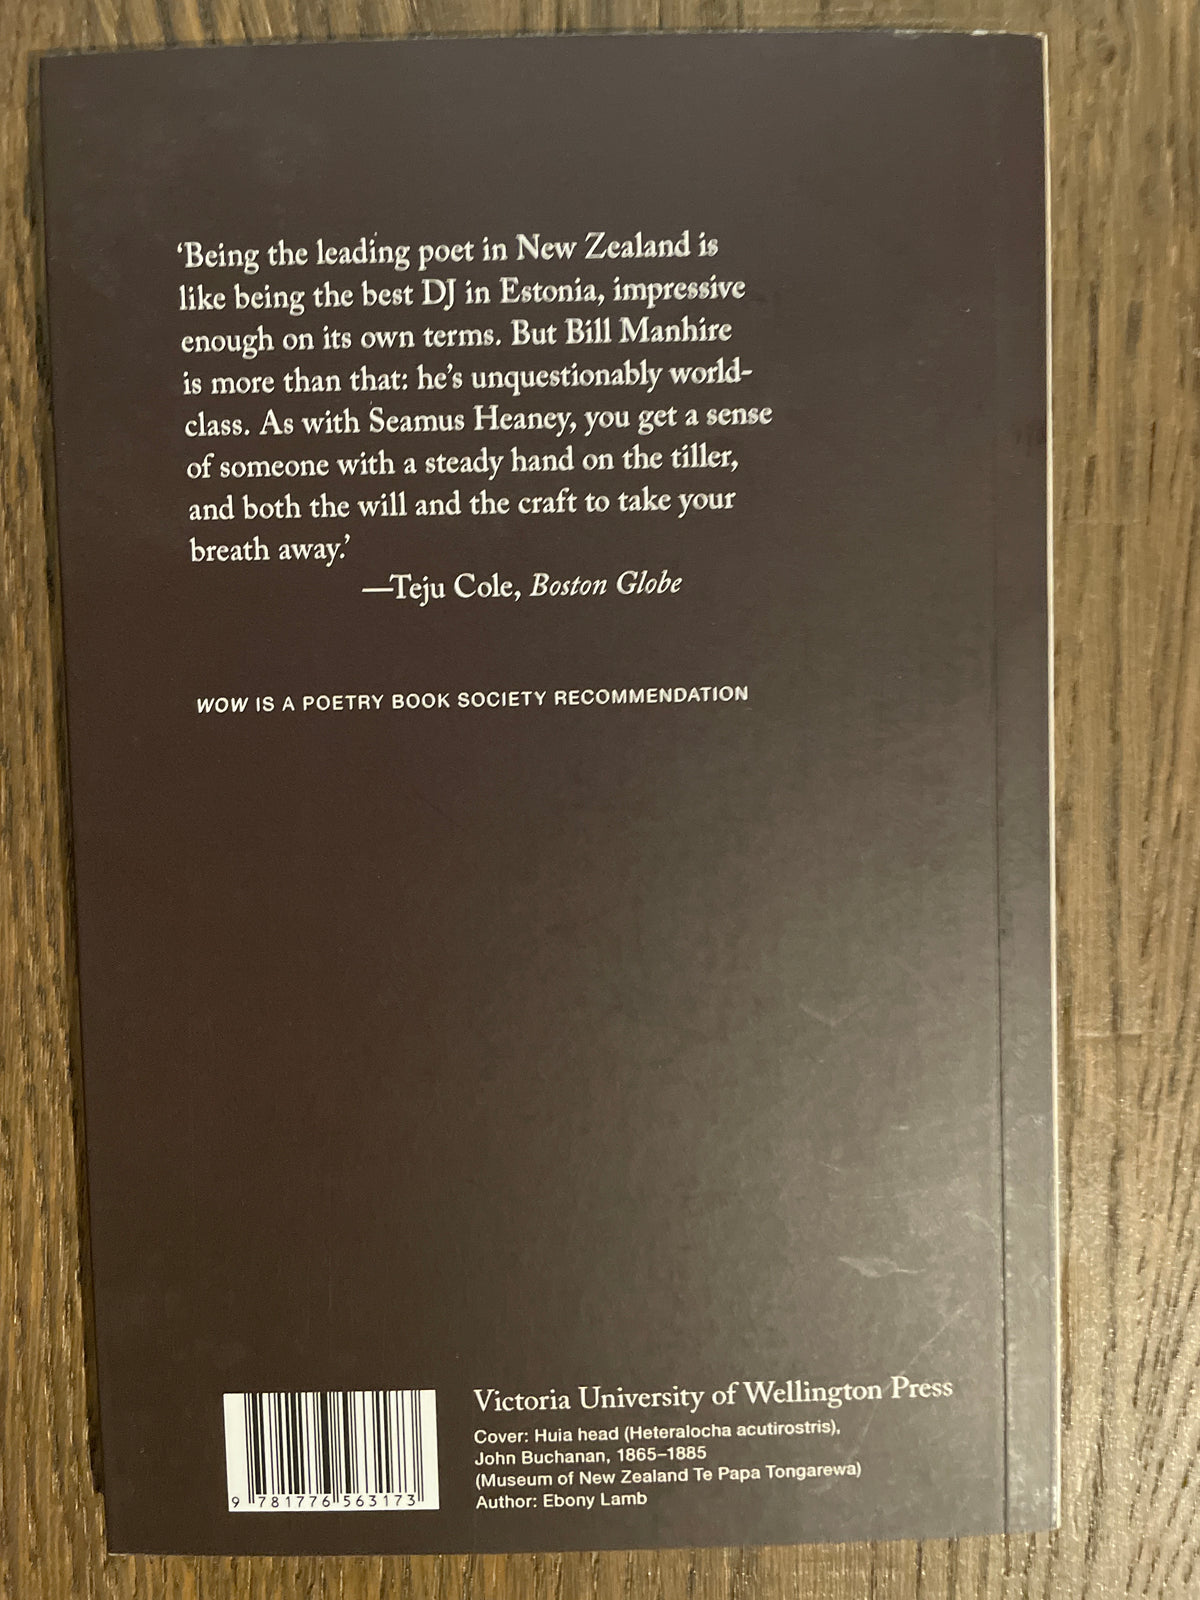 ‘Being the leading poet in New Zealand is
like being the best DJ in Estonia, impressive
enough on its own terms. But Bill Manhire
is more than that: he’s unquestionably world-
class. As with Seamus Heaney, you get a sense
of someone with a steady hand on the tiller,
and both the will and the craft to take your
breath away.’
—Teju Cole, Boston Globe
WOW IS A POETRY BOOK SOCIETY RECOMMENDATION
Victoria University of Wellington Press
Cover: Huia head (Heteralocha acutirostris),
John Buchanan, 1865–1885
(Museum of New Zealand Te Papa Tongarewa)
Author: Ebony Lamb
9 781776 563173